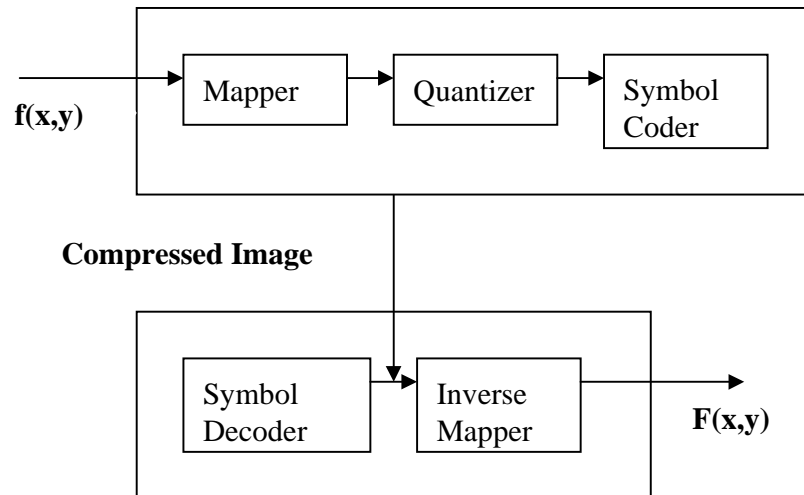 Mapper
Quantizer
Symbol
Coder
f(x,y)
Compressed Image
Symbol
Decoder
Inverse
Mapper
F(x,y)